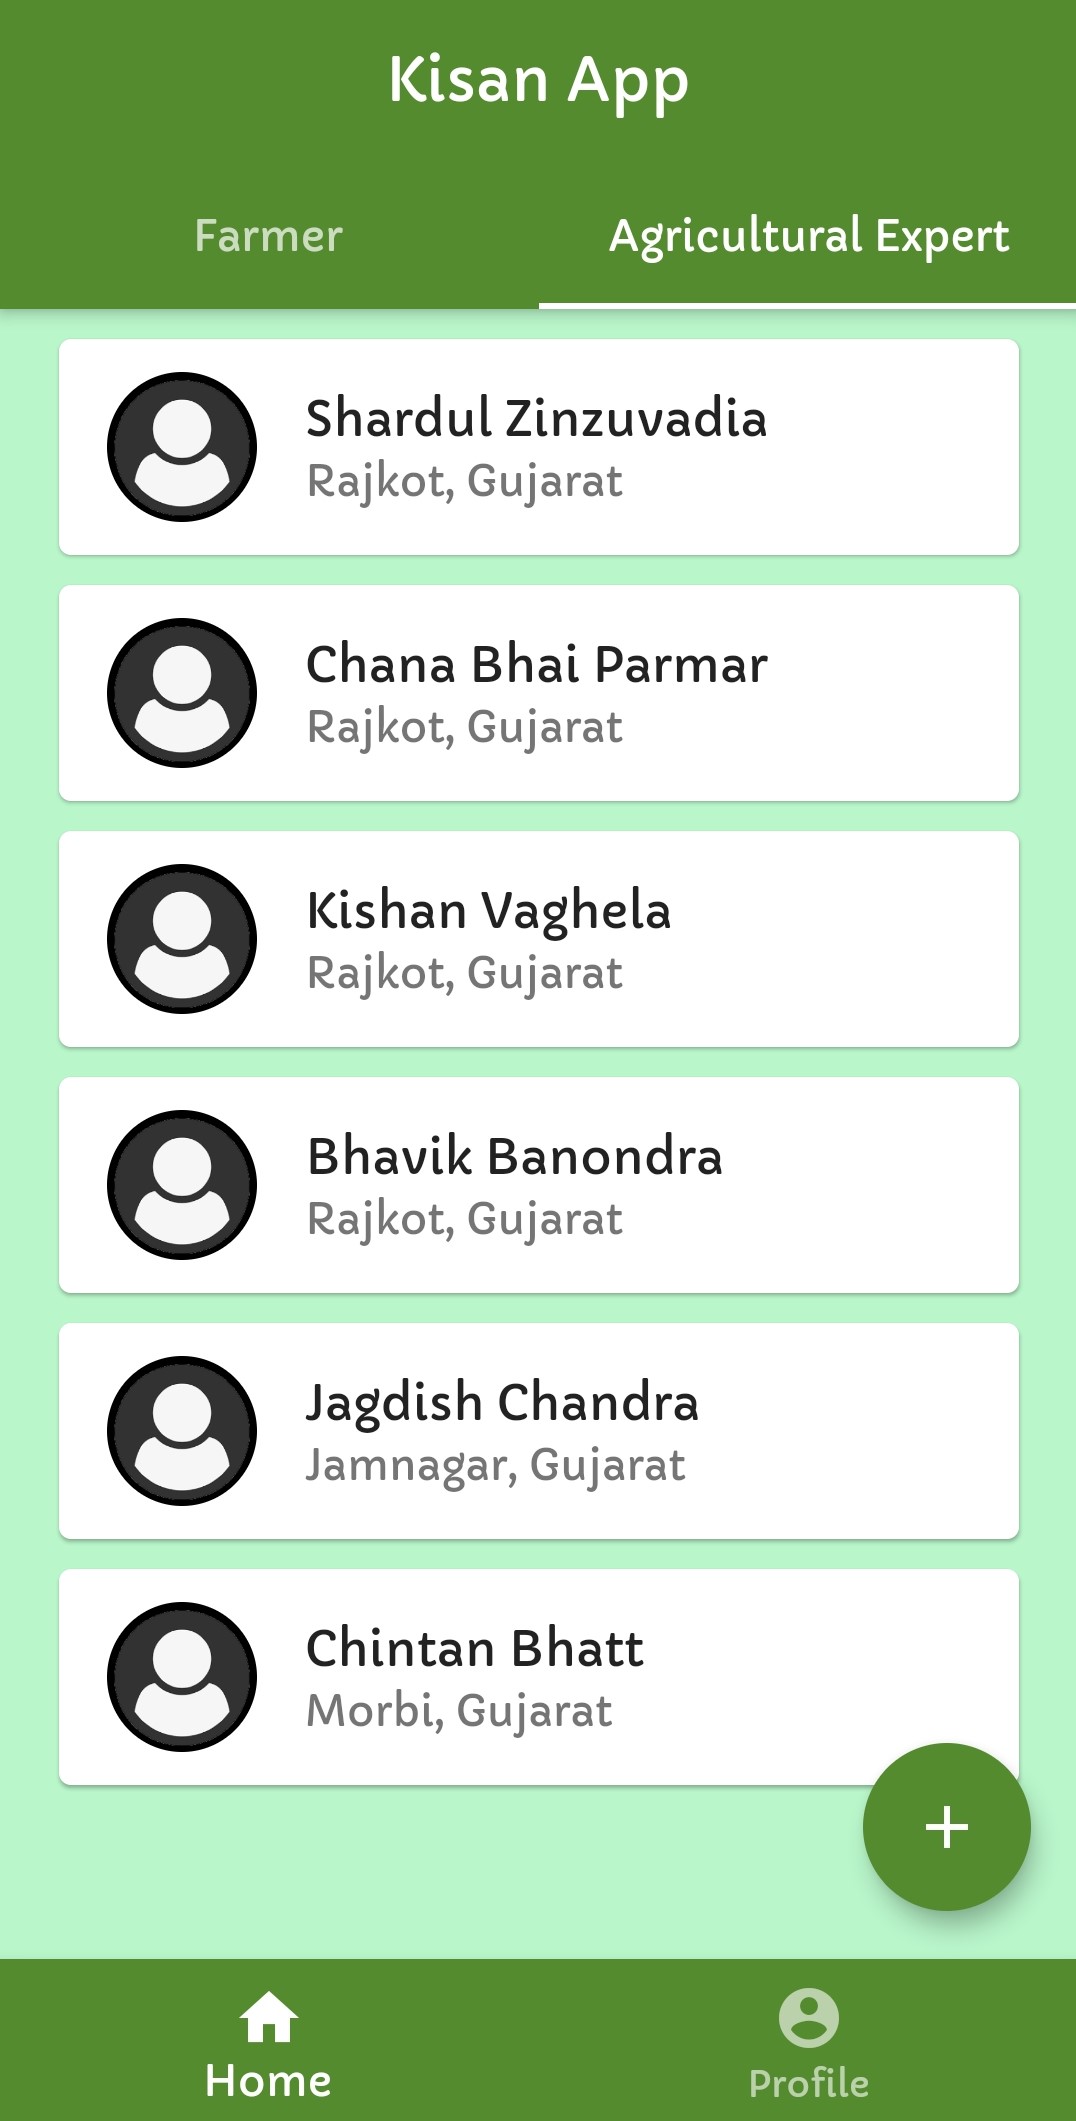 Kisan App
Farmer
Agricultural Expert
Shardul Zinzuvadia
Rajkot, Gujarat
Chana Bhai Parmar
Rajkot, Gujarat
Kishan Vaghela
Rajkot, Gujarat
Bhavik Banondra
Rajkot, Gujarat
Jagdish Chandra
Jamnagar, Gujarat
Chintan Bhatt
Morbi, Gujarat
Home
Profile